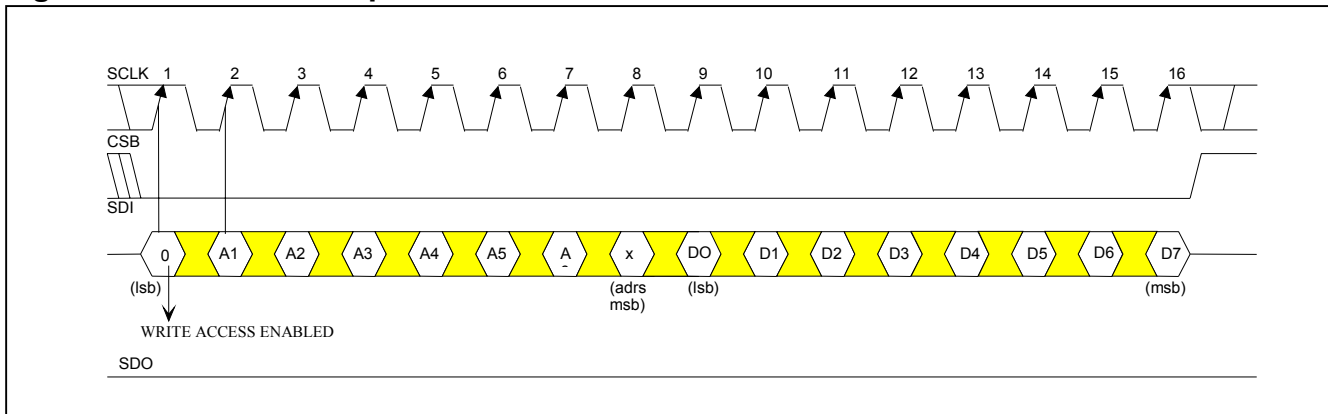 SCLK 1 2 3 4 5 6 7 8 9 10 11 12 13 14 15 16
CSB
SDI
0 A1 A2 A3 A4 A5 A x DO D1 D2 D3 D4 D5 D6 D7
(lsb) (adrs msb) (lsb) (msb)
WRITE ACCESS ENABLED
SDO